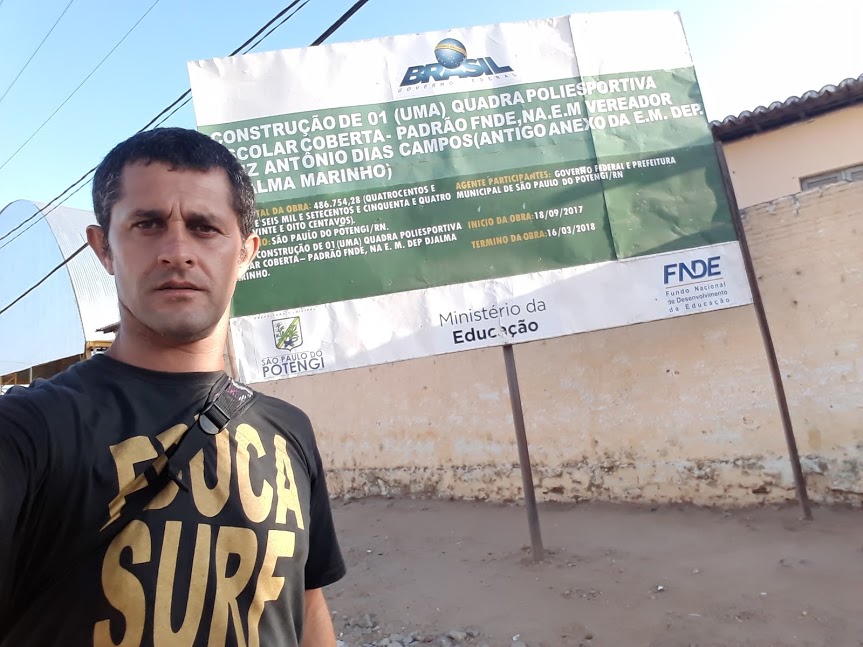 BRASIL
GOVERNO FEDERAL
CONSTRUÇÃO DE 01 (UMA) QUADRA POLIESPORTIVA
SCOLAR COBERTA- PADRÃO FNDE, NA E.M VEREADOR
Z ANTÔNIO DIAS CAMPOS(ANTIGO ANEXO DA E.M. DEP.
ALMA MARINHO)
TAL DA OBRA: 486.754,28 (QUATROCENTOS E
E SEIS MIL E SETECENTOS E CINQUENTA E QUATRO
VINTE E OITO CENTAVOS).
O: SÃO PAULO DO POTENGI/RN.
CONSTRUÇÃO DE 01 (UMA) QUADRA POLIESPORTIVA
LAR COBERTA– PADRÃO FNDE, NA E. M. DEP DJALMA
RINHO.
AGENTE PARTICIPANTES: GOVERNO FEDERAL E PREFEITURA
MUNICIPAL DE SÃO PAULO DO POTENGI/RN
INICIO DA OBRA: 18/09/2017
TERMINO DA OBRA: 16/03/2018
SÃO PAULO DO
POTENGI
Ministério da
Educação
FNDE
Fundo Nacional
de Desenvolvimento
da Educação
EDUCA
SURF